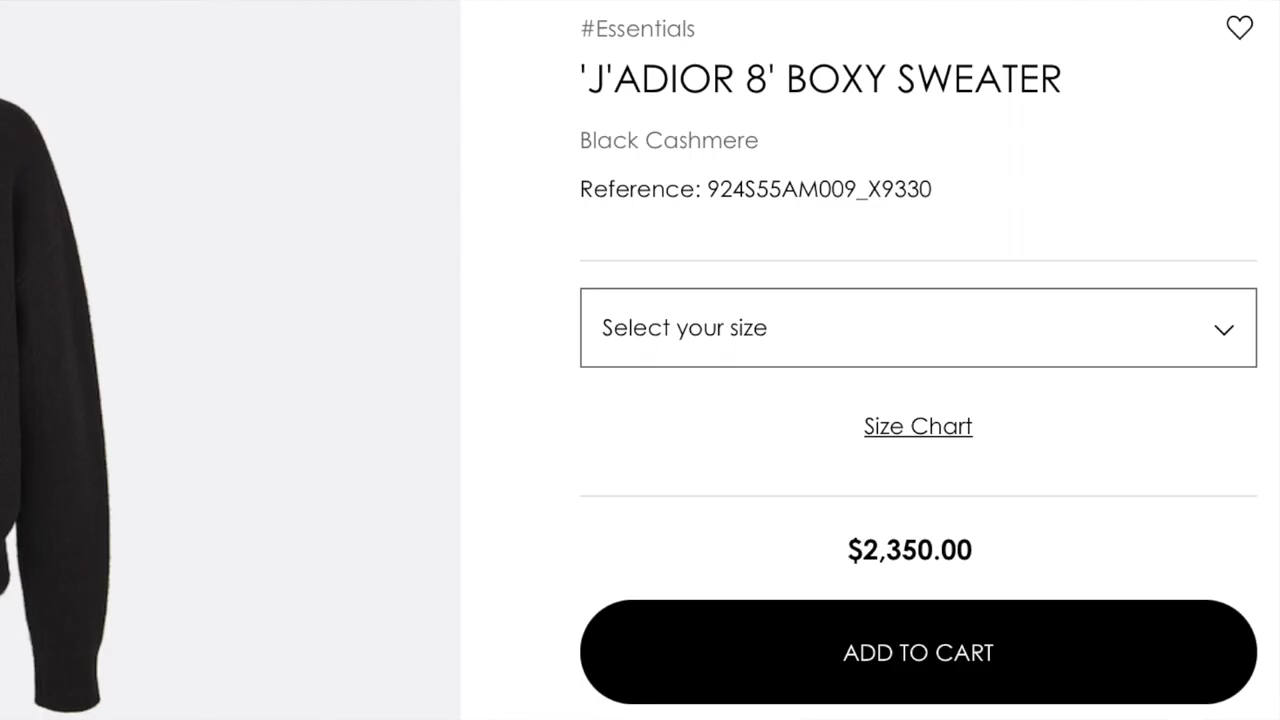 #Essentials
'J'ADIOR 8' BOXY SWEATER
Black Cashmere
Reference: 924S55AM009_X9330
Select your size
Size Chart
$2,350.00
ADD TO CART